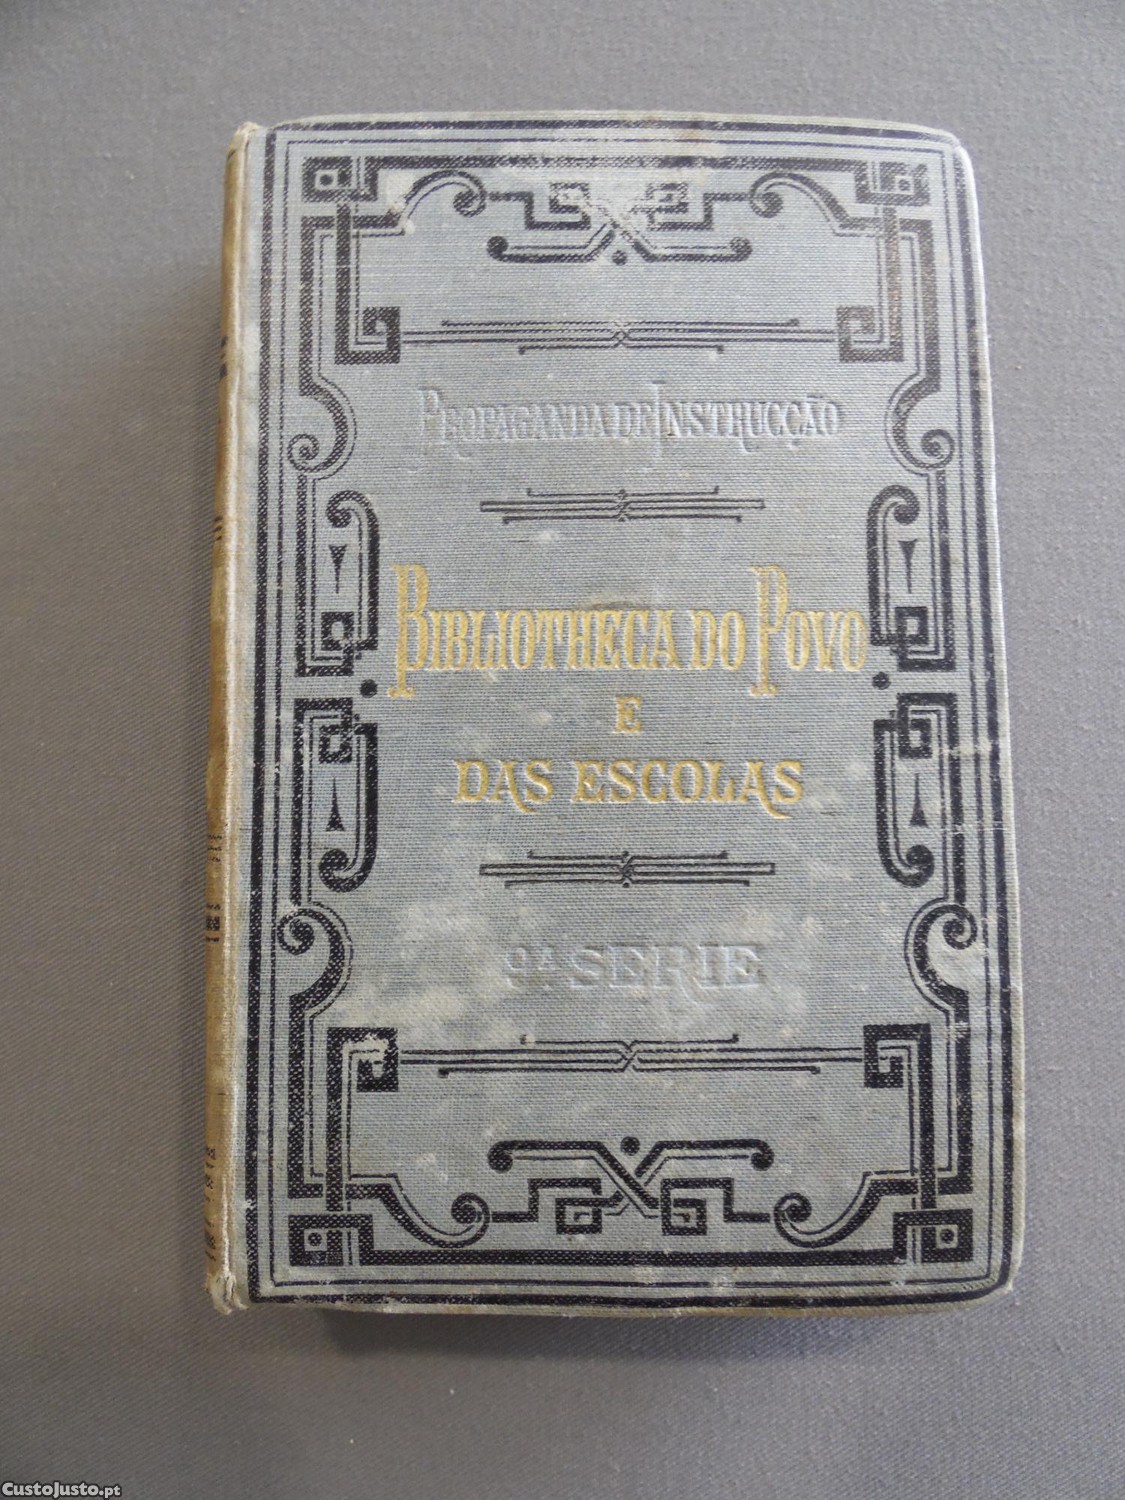 PROPAGANDA DE INSTRUCÇÃO
BIBLIOTHECA DO POVO
E
DAS ESCOLAS
9ª SERIE
CustoJusto.pt